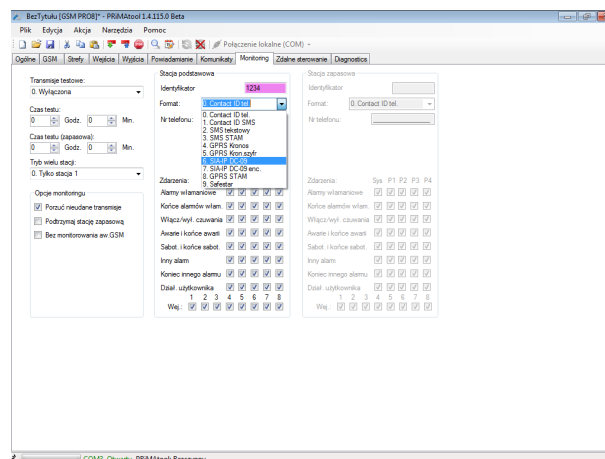 BezTytułu [GSM PRO8]* - PRiMAtool 1.4.115.0 Beta
Plik Edycja Akcja Narzędzia Pomoc
Połączenie lokalne (COM)
Ogólne GSM Strefy Wejścia Wyjścia Powiadamianie Komunikaty Monitoring Zdalne sterowanie Diagnostics
Transmisje testowe:
0. Wyłączona
Czas testu:
0 Godz. 0 Min.
Czas testu (zapasowa):
0 Godz. 0 Min.
Tryb wielu stacji:
0. Tylko stacja 1
Opcje monitoringu
Porzuć nieudane transmisje
Podtrzymaj stację zapasową
Bez monitorowania aw.GSM
Stacja podstawowa
Identyfikator 1234
Format: 0. Contact ID tel.
Nr telefonu:
0. Contact ID tel.
1. Contact ID SMS
2. SMS tekstowy
3. SMS STAM
4. GPRS Kronos
5. GPRS Kron.szyfr
6. SIA-IP DC-09
7. SIA-IP DC-09 enc.
8. GPRS STAM
9. Safestar
Zdarzenia:
Alarmy włamaniowe
Końce alarmów włam.
Włącz/wył. czuwania
Awarie i końce awarii
Sabot. i końce sabot.
Inny alarm
Koniec innego alarmu
Dział. użytkownika
1 2 3 4 5 6 7 8
Wej.:
Stacja zapasowa
Identyfikator
Format: 0. Contact ID tel.
Nr telefonu:
Zdarzenia: Sys P1 P2 P3 P4
Alarmy włamaniowe
Końce alarmów włam.
Włącz/wył. czuwania
Awarie i końce awarii
Sabot. i końce sabot.
Inny alarm
Koniec innego alarmu
Dział. użytkownika
1 2 3 4 5 6 7 8
Wej.: